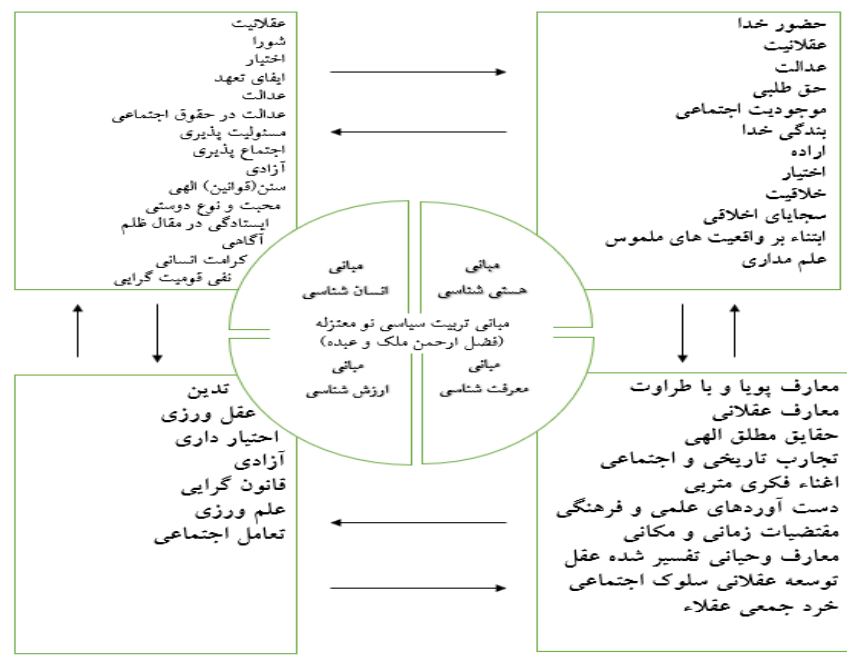 حضور خدا
عقلانیت
عدالت
حق طلبی
موجودیت اجتماعی
بندگی خدا
اراده
اختیار
خلاقیت
سجایای اخلاقی
ابتناء بر واقعیت های ملموس
علم مداری
عقلانیت
شورا
اختیار
ایفای تعهد
عدالت
عدالت در حقوق اجتماعی
مسئولیت پذیری
اجتماع پذیری
آزادی
سنن(قوانین) الهی
محبت و نوع دوستی
ایستادگی در مقال ظلم
آگاهی
کرامت انسانی
نفی قومیت گرایی
مبانی
هستی شناسی
مبانی
انسان شناسی
مبانی تربیت سیاسی نو معتزله
(فضل ارحمن ملک و عبده)
مبانی
معرفت شناسی
مبانی
ارزش شناسی
معارف پویا و با طراوت
معارف عقلانی
حقایق مطلق الهی
تجارب تاریخی و اجتماعی
اغناء فکری متربی
دست آوردهای علمی و فرهنگی
مقتضیات زمانی و مکانی
معارف وحیانی تفسیر شده عقل
توسعه عقلانی سلوک اجتماعی
خرد جمعی عقلاء
تدین
عقل ورزی
احتیار داری
آزادی
قانون گرایی
علم ورزی
تعامل اجتماعی